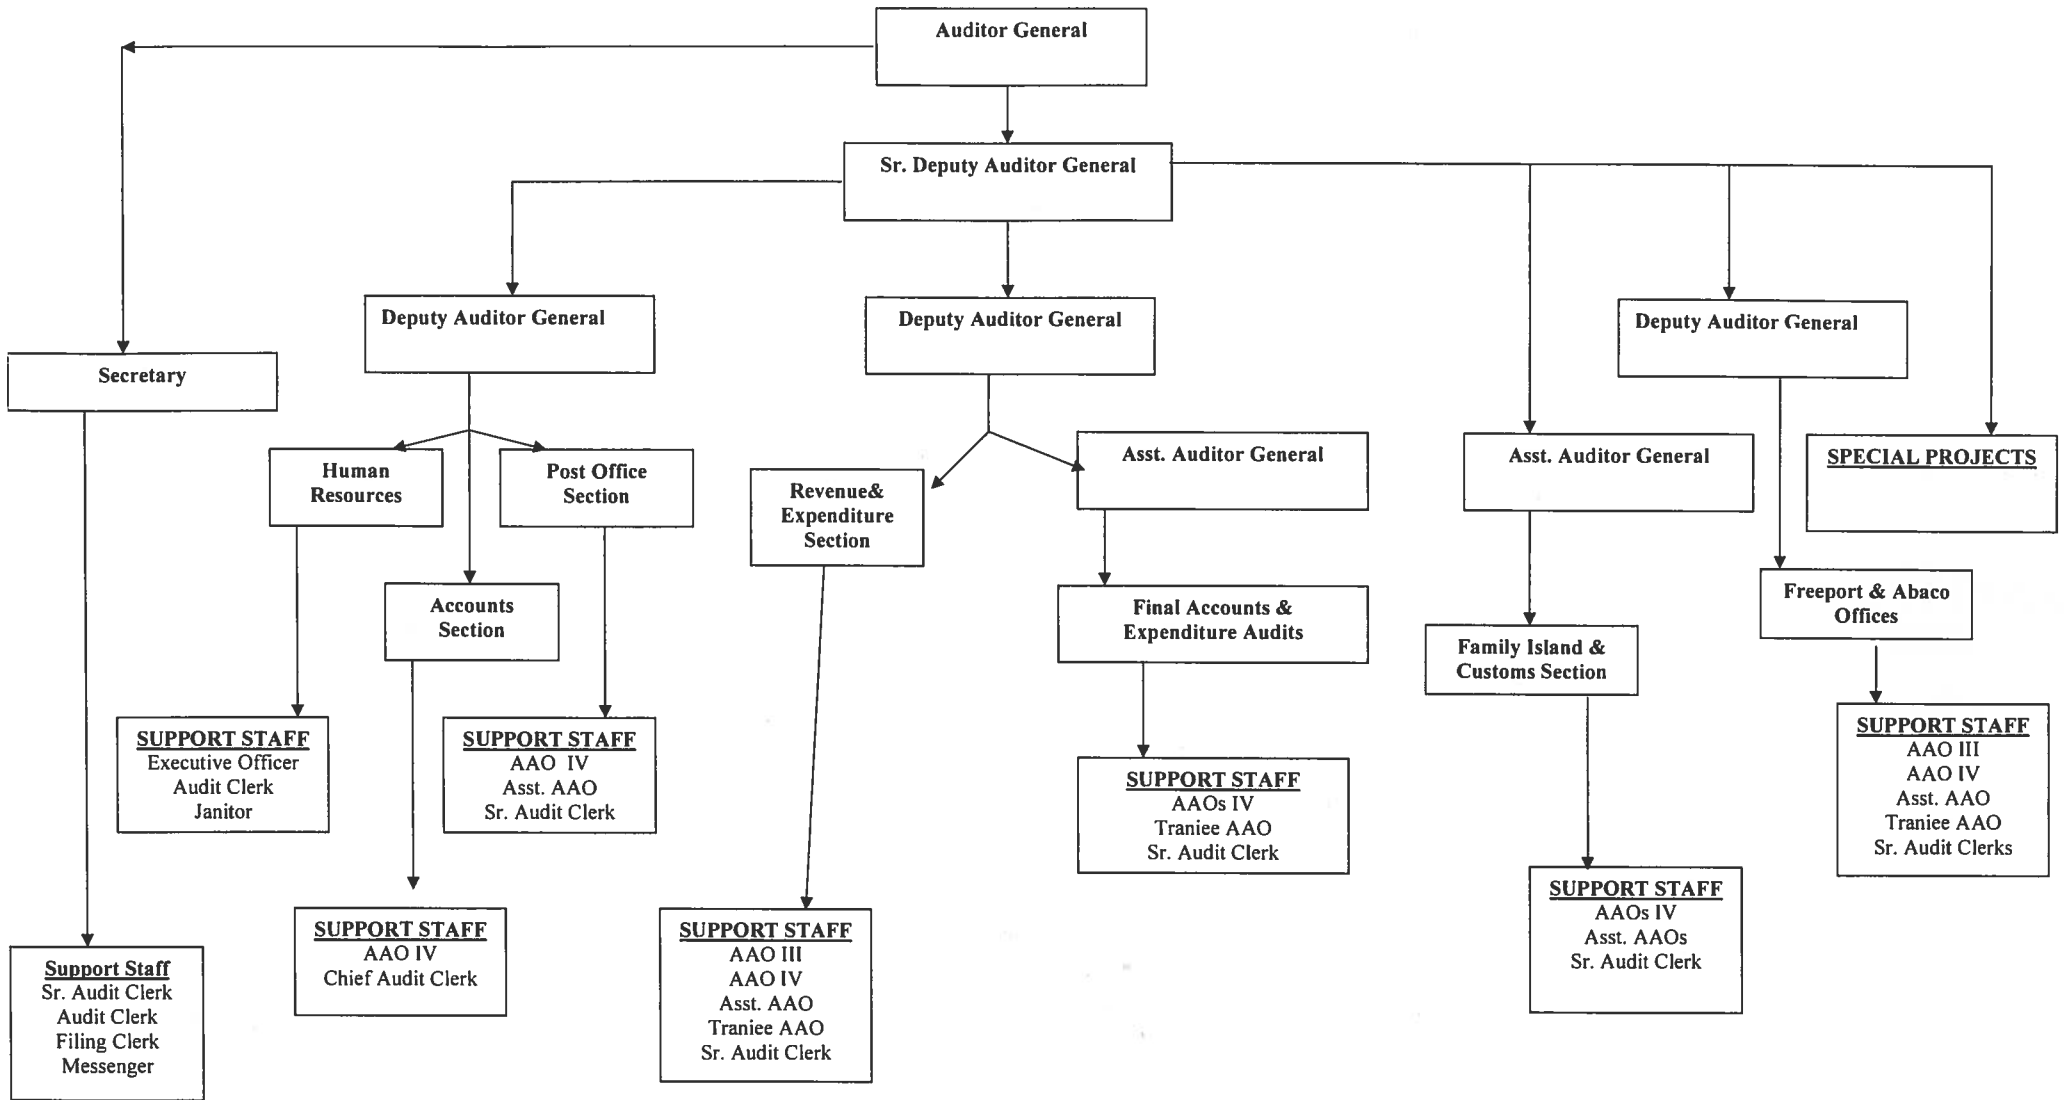 Auditor General
Sr. Deputy Auditor General
Deputy Auditor General
Deputy Auditor General
Deputy Auditor General
Secretary
Human
Resources
Post Office
Section
Revenue&
Expenditure
Section
Asst. Auditor General
Asst. Auditor General
SPECIAL PROJECTS
Accounts
Section
Final Accounts &
Expenditure Audits
Family Island &
Customs Section
Freeport & Abaco
Offices
SUPPORT STAFF
Executive Officer
Audit Clerk
Janitor
SUPPORT STAFF
AAO IV
Asst. AAO
Sr. Audit Clerk
SUPPORT STAFF
AAOs IV
Traniee AAO
Sr. Audit Clerk
SUPPORT STAFF
AAO III
AAO IV
Asst. AAO
Traniee AAO
Sr. Audit Clerks
Support Staff
Sr. Audit Clerk
Audit Clerk
Filing Clerk
Messenger
SUPPORT STAFF
AAO IV
Chief Audit Clerk
SUPPORT STAFF
AAO III
AAO IV
Asst. AAO
Traniee AAO
Sr. Audit Clerk
SUPPORT STAFF
AAOs IV
Asst. AAOs
Sr. Audit Clerk